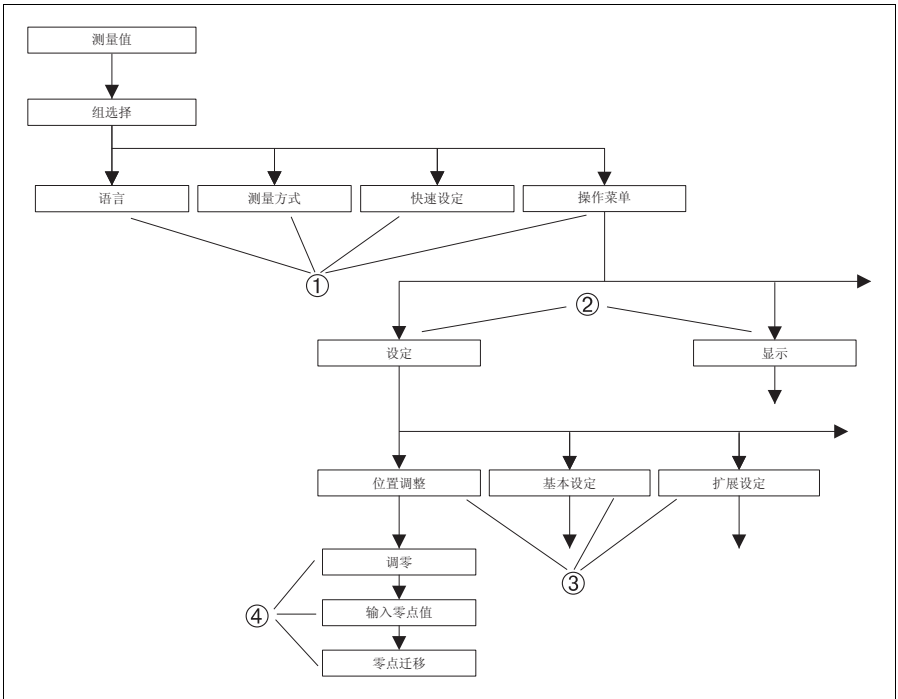 测量值
组选择
语言
测量方式
快速设定
操作菜单
①
②
设定
显示
位置调整
基本设定
扩展设定
调零
③
④
输入零点值
零点迁移